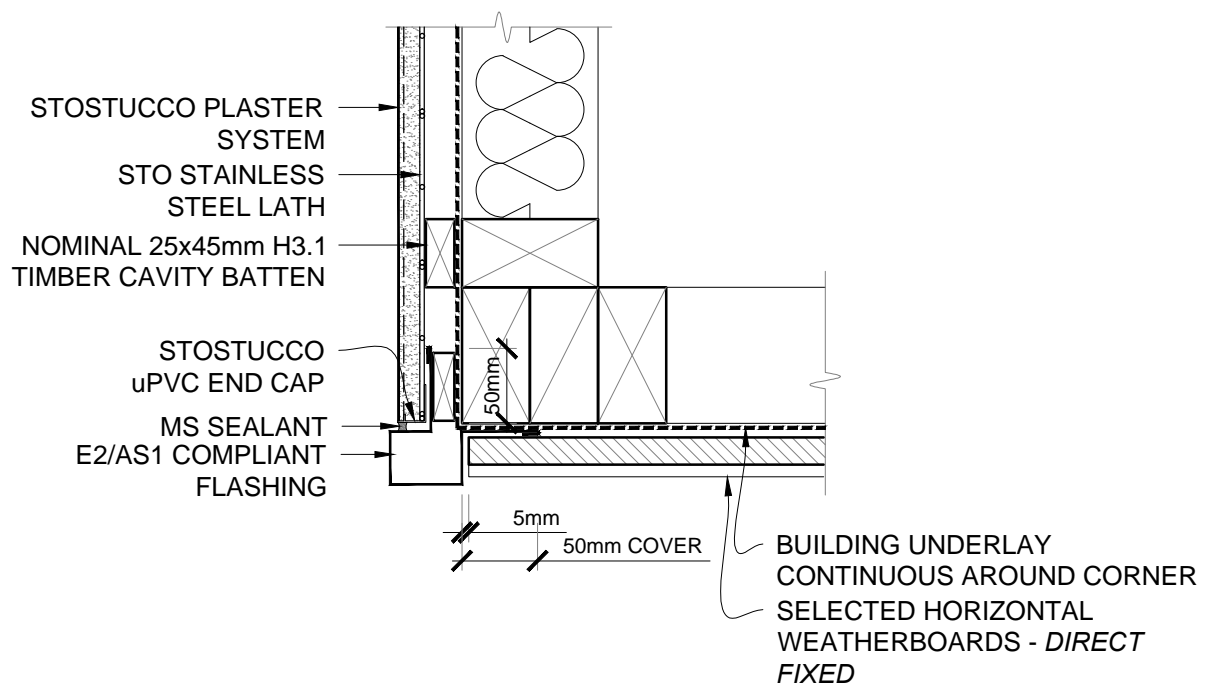 STOSTUCCO PLASTER
SYSTEM
STO STAINLESS
STEEL LATH
NOMINAL 25x45mm H3.1
TIMBER CAVITY BATTEN
STOSTUCCO
uPVC END CAP
50mm
MS SEALANT
E2/AS1 COMPLIANT
FLASHING
5mm
50mm COVER
BUILDING UNDERLAY
CONTINUOUS AROUND CORNER
SELECTED HORIZONTAL
WEATHERBOARDS - DIRECT
FIXED